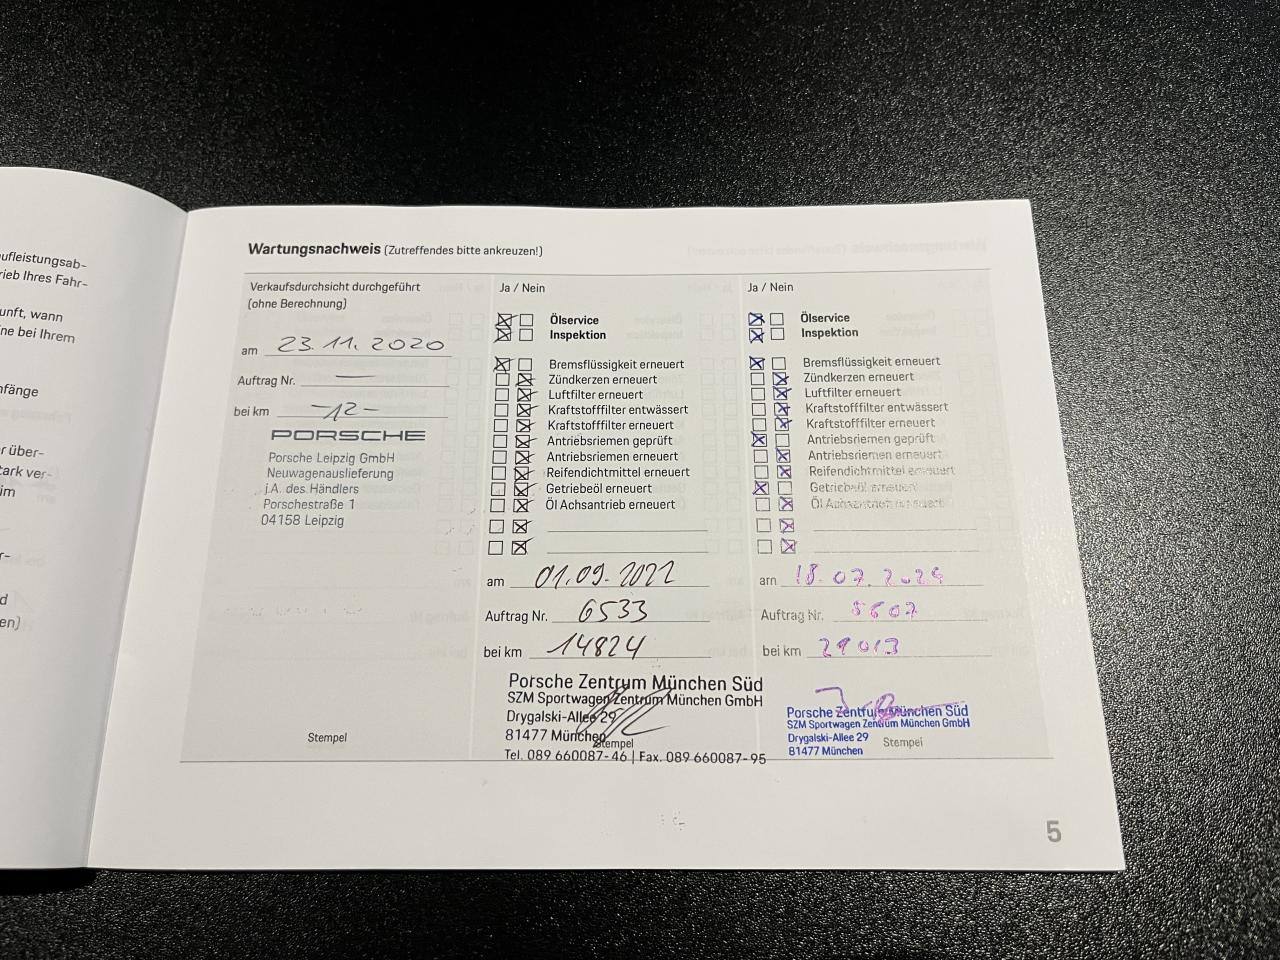 ufleistungsab-
rieb Ihres Fahr-
unft, wann
ne bei Ihrem
nfänge
r über-
tark ver-
im
r-
d
en)
Wartungsnachweis (Zutreffendes bitte ankreuzen!)
Verkaufsdurchsicht durchgeführt
(ohne Berechnung)
am 23.11.2020
Auftrag Nr. —
bei km -12-
PORSCHE
Porsche Leipzig GmbH
Neuwagenauslieferung
i.A. des Händlers
Porschestraße 1
04158 Leipzig
Stempel
Ja / Nein
Ölservice
Inspektion
Bremsflüssigkeit erneuert
Zündkerzen erneuert
Luftfilter erneuert
Kraftstofffilter entwässert
Kraftstofffilter erneuert
Antriebsriemen geprüft
Antriebsriemen erneuert
Reifendichtmittel erneuert
Getriebeöl erneuert
Öl Achsantrieb erneuert
am 01.09.2022
Auftrag Nr. 6533
bei km 14824
Porsche Zentrum München Süd
SZM Sportwagen Zentrum München GmbH
Drygalski-Allee 29
81477 München
Stempel
Tel. 089 660087-46 | Fax. 089 660087-95
Ja / Nein
Ölservice
Inspektion
Bremsflüssigkeit erneuert
Zündkerzen erneuert
Luftfilter erneuert
Kraftstofffilter entwässert
Kraftstofffilter erneuert
Antriebsriemen geprüft
Antriebsriemen erneuert
Reifendichtmittel erneuert
Getriebeöl erneuert
Öl Achsantrieb erneuert
am 18.07.2024
Auftrag Nr. 8607
bei km 29013
Porsche Zentrum München Süd
SZM Sportwagen Zentrum München GmbH
Drygalski-Allee 29
81477 München
Stempel
5